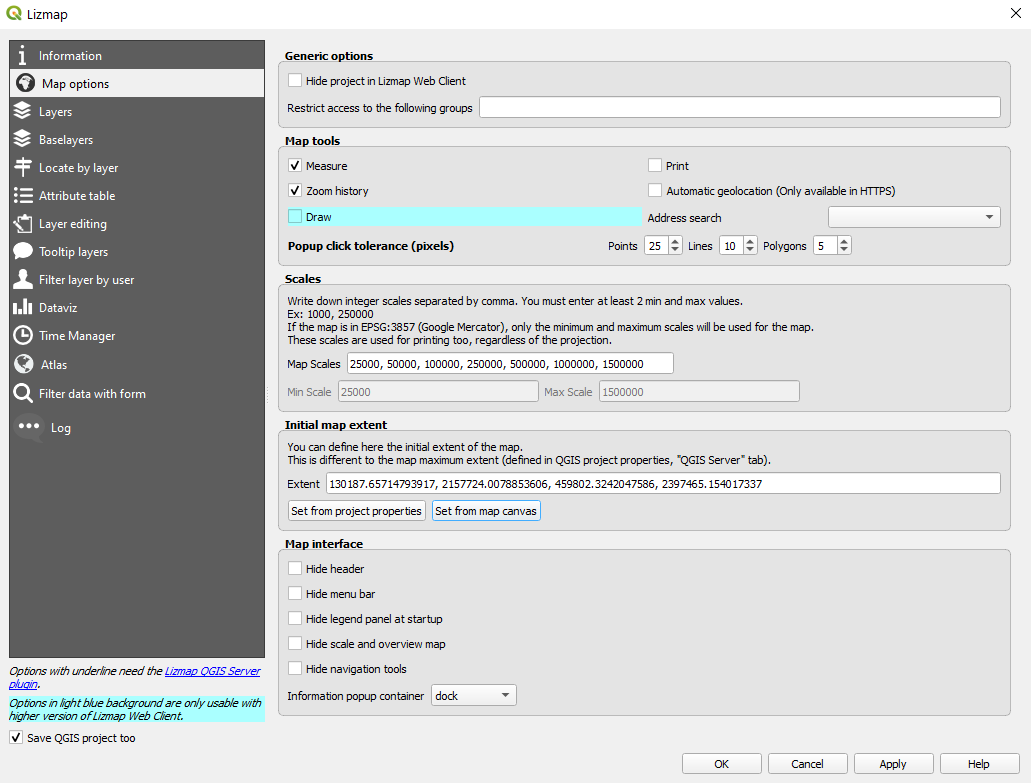 Lizmap
Information
Map options
Layers
Baselayers
Locate by layer
Attribute table
Layer editing
Tooltip layers
Filter layer by user
Dataviz
Time Manager
Atlas
Filter data with form
Log
Options with underline need the Lizmap QGIS Server
plugin.
Options in light blue background are only usable with
higher version of Lizmap Web Client.
Save QGIS project too
Generic options
Hide project in Lizmap Web Client
Restrict access to the following groups
Map tools
Measure Print
Zoom history Automatic geolocation (Only available in HTTPS)
Draw Address search
Popup click tolerance (pixels) Points 25 Lines 10 Polygons 5
Scales
Write down integer scales separated by comma. You must enter at least 2 min and max values.
Ex: 1000, 250000
If the map is in EPSG:3857 (Google Mercator), only the minimum and maximum scales will be used for the map.
These scales are used for printing too, regardless of the projection.
Map Scales 25000, 50000, 100000, 250000, 500000, 1000000, 1500000
Min Scale 25000 Max Scale 1500000
Initial map extent
You can define here the initial extent of the map.
This is different to the map maximum extent (defined in QGIS project properties, "QGIS Server" tab).
Extent 130187.65714793917, 2157724.0078853606, 459802.3242047586, 2397465.154017337
Set from project properties Set from map canvas
Map interface
Hide header
Hide menu bar
Hide legend panel at startup
Hide scale and overview map
Hide navigation tools
Information popup container dock
OK Cancel Apply Help